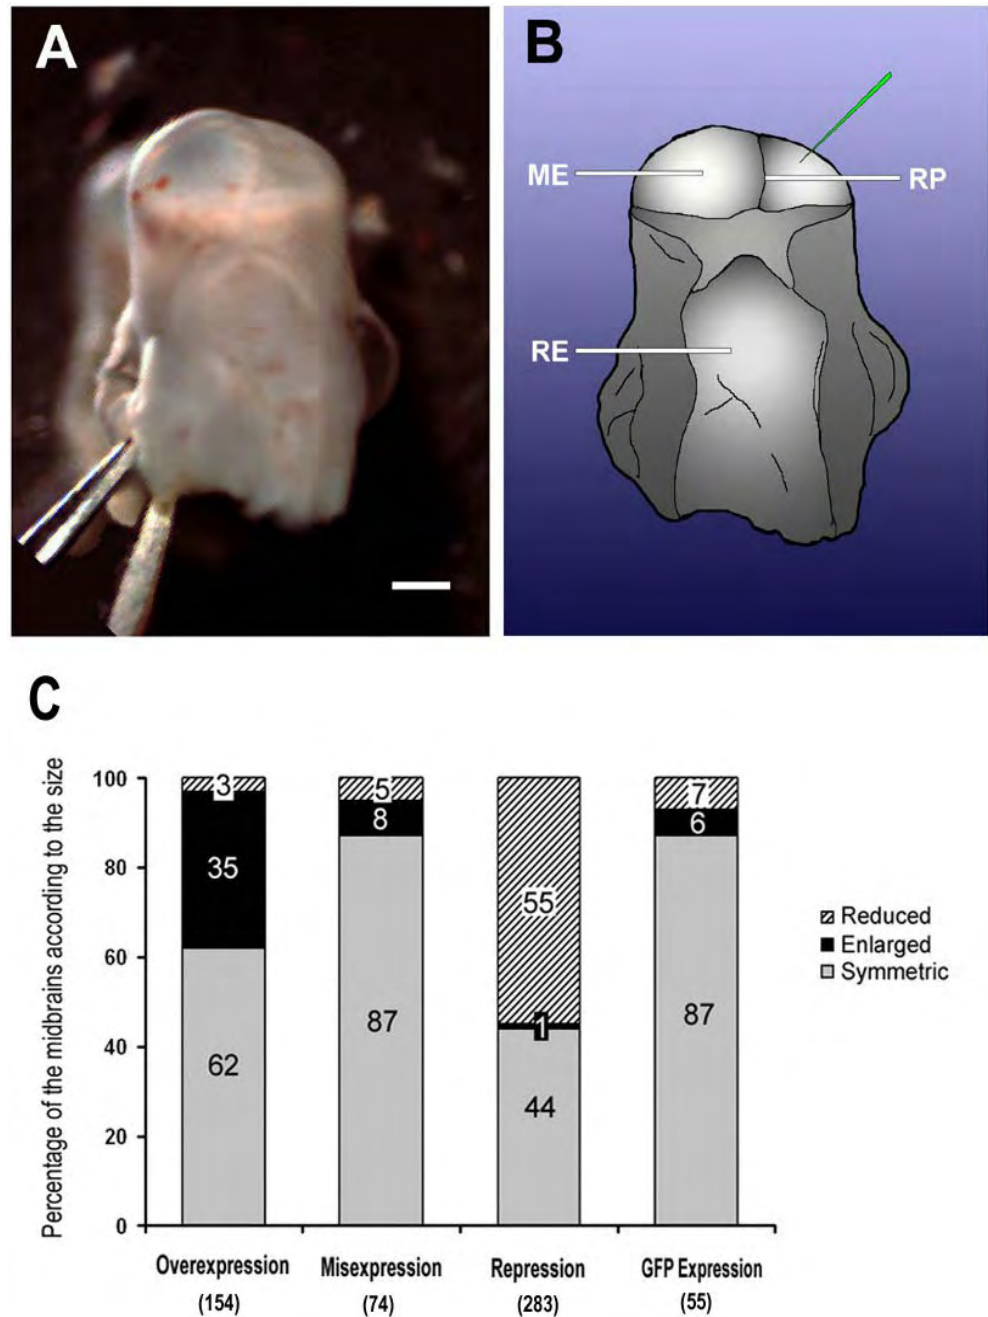 A
B
ME
RP
RE
C
Percentage of the midbrains according to the size
100
80
60
40
20
0
3
35
62
5
8
87
55
1
44
7
6
87
Reduced
Enlarged
Symmetric
Overexpression
(154)
Misexpression
(74)
Repression
(283)
GFP Expression
(55)